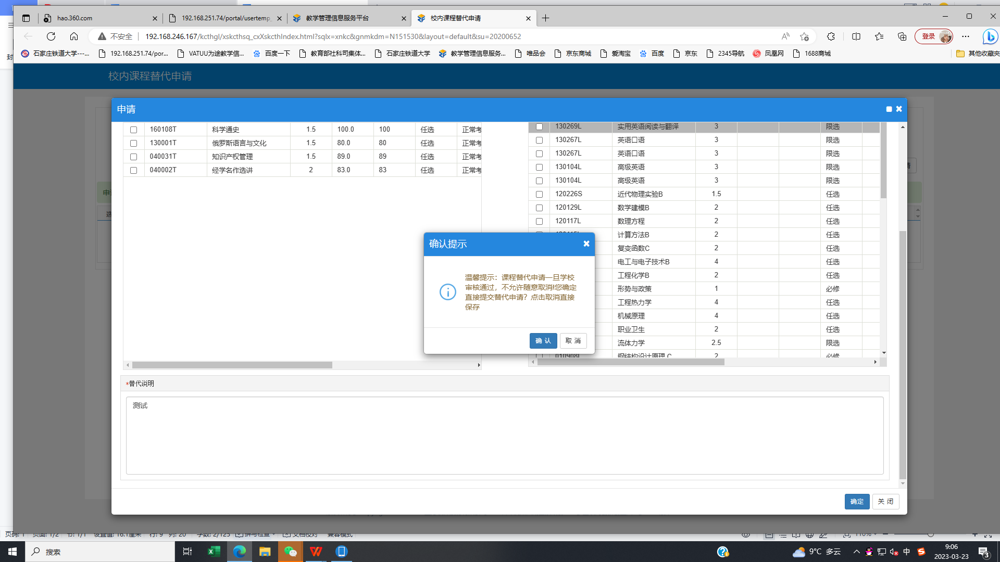 hao.360.com
192.168.251.74/portal/usertemp_
教学管理信息服务平台
校内课程替代申请
不安全
192.168.246.167/kcthgl/xskcthsq_cxXskcthIndex.html?sqlx=xnkc&gnmkdm=N151530&layout=default&su=20200652
登录
石家庄铁道大学---...
192.168.251.74/por...
VATUU为途教学信...
百度一下
教育部社科司集体...
石家庄铁道大学
教学管理信息服务...
唯品会
京东商城
爱淘宝
百度
京东
2345导航
凤凰网
1688商城
其他收藏夹
校内课程替代申请
申请
160108T 科学通史 1.5 100.0 100 任选 正常考
130001T 俄罗斯语言与文化 1.5 80.0 80 任选 正常考
040031T 知识产权管理 1.5 89.0 89 任选 正常考
040002T 经学名作选讲 2 83.0 83 任选 正常考
130269L 实用英语阅读与翻译 3 限选
130267L 英语口语 3 限选
130267L 英语口语 3 限选
130104L 高级英语 3 限选
130104L 高级英语 3 限选
120226S 近代物理实验B 1.5 任选
120129L 数学建模B 2 任选
120117L 数理方程 2 任选
计算方法B 2 任选
复变函数C 2 任选
电工与电子技术B 4 任选
工程化学B 2 任选
形势与政策 1 必修
工程热力学 4 任选
机械原理 4 任选
职业卫生 2 任选
流体力学 2.5 限选
010908L 钢结构设计原理 C 2 必修
确认提示
温馨提示：课程替代申请一旦学校
审核通过，不允许随意取消!您确定
直接提交替代申请？点击取消直接
保存
确 认
取 消
*替代说明
测试
确定
关 闭
页码: 1 页面: 1/2 节: 1/1 设置值: 16.1厘米 行: 9 列: 20 字数: 2/125 拼写检查 文档校对 兼容模式 110%
搜索
9°C 多云
中
9:06
2023-03-23
3